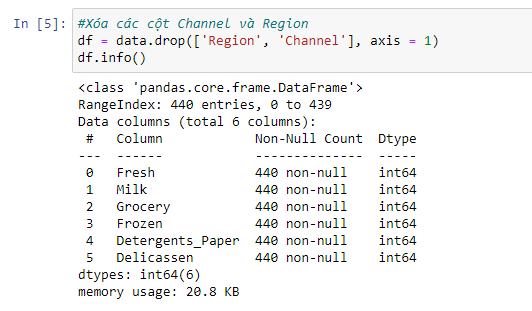 In [5]: #Xóa các cột Channel và Region
df = data.drop(['Region', 'Channel'], axis = 1)
df.info()
<class 'pandas.core.frame.DataFrame'>
RangeIndex: 440 entries, 0 to 439
Data columns (total 6 columns):
 #   Column            Non-Null Count  Dtype
---  ------            --------------  -----
 0   Fresh             440 non-null    int64
 1   Milk              440 non-null    int64
 2   Grocery           440 non-null    int64
 3   Frozen            440 non-null    int64
 4   Detergents_Paper  440 non-null    int64
 5   Delicassen        440 non-null    int64
dtypes: int64(6)
memory usage: 20.8 KB